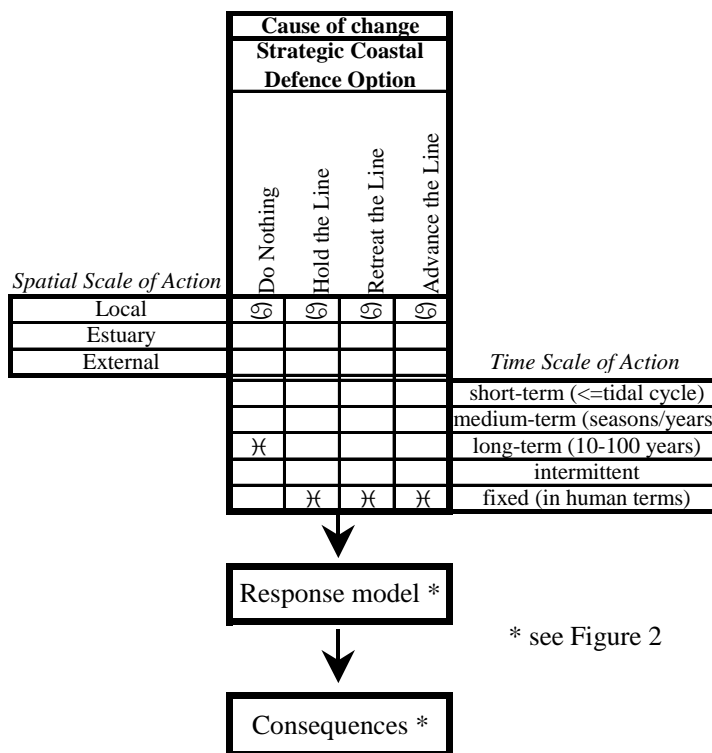 Cause of change
Strategic Coastal
Defence Option
Do Nothing
Hold the Line
Retreat the Line
Advance the Line
Spatial Scale of Action
Local
Estuary
External
Time Scale of Action
short-term (<=tidal cycle)
medium-term (seasons/years
♓ long-term (10-100 years)
intermittent
♓ ♓ ♓ fixed (in human terms)
Response model *
* see Figure 2
Consequences *